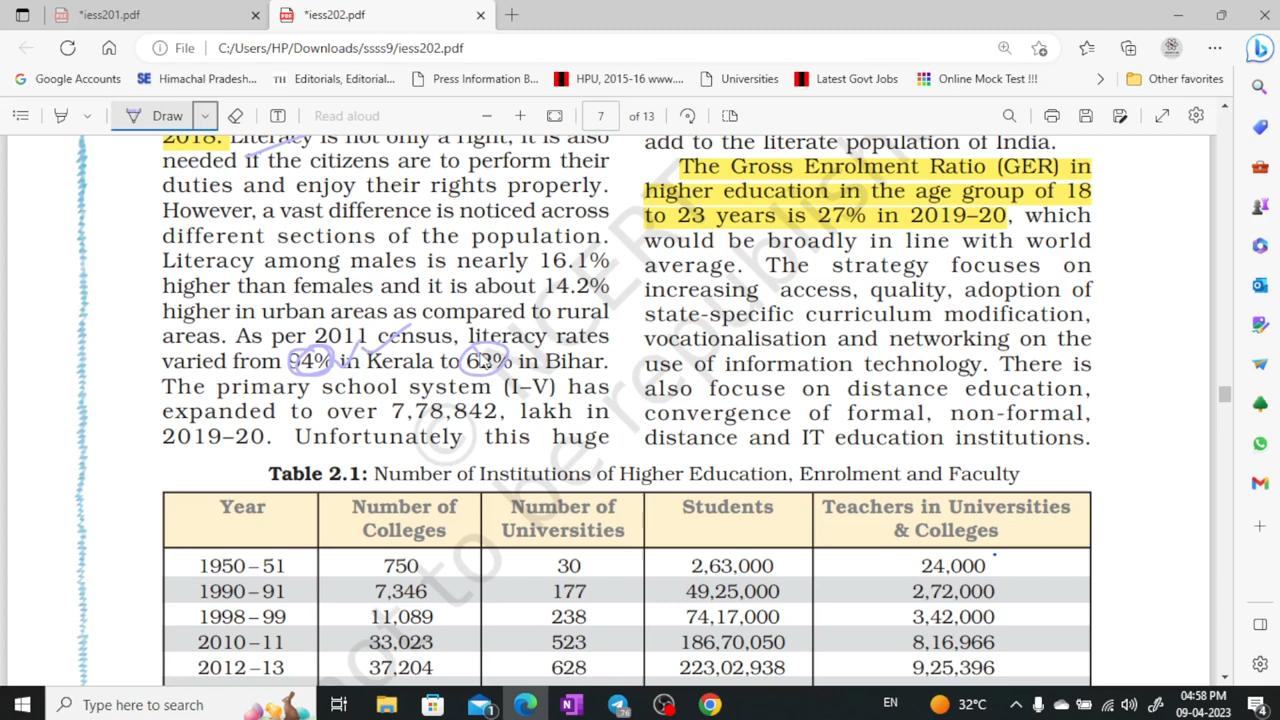 *iess201.pdf
*iess202.pdf
File
C:/Users/HP/Downloads/ssss9/iess202.pdf
Google Accounts
SE Himachal Pradesh...
TH Editorials, Editorial...
Press Information B...
HPU, 2015-16 www....
Universities
Latest Govt Jobs
Online Mock Test !!!
Other favorites
Draw
Read aloud
7
of 13
2018. Literacy is not only a right, it is also
needed if the citizens are to perform their
duties and enjoy their rights properly.
However, a vast difference is noticed across
different sections of the population.
Literacy among males is nearly 16.1%
higher than females and it is about 14.2%
higher in urban areas as compared to rural
areas. As per 2011 census, literacy rates
varied from 94% in Kerala to 63% in Bihar.
The primary school system (I–V) has
expanded to over 7,78,842, lakh in
2019–20. Unfortunately this huge
add to the literate population of India.
The Gross Enrolment Ratio (GER) in
higher education in the age group of 18
to 23 years is 27% in 2019–20, which
would be broadly in line with world
average. The strategy focuses on
increasing access, quality, adoption of
state-specific curriculum modification,
vocationalisation and networking on the
use of information technology. There is
also focus on distance education,
convergence of formal, non-formal,
distance and IT education institutions.
© NCERT
not to be republish
Table 2.1: Number of Institutions of Higher Education, Enrolment and Faculty
Year Number of Colleges Number of Universities Students Teachers in Universities & Colleges
1950–51 750 30 2,63,000 24,000
1990–91 7,346 177 49,25,000 2,72,000
1998–99 11,089 238 74,17,000 3,42,000
2010–11 33,023 523 186,70,050 8,16,966
2012–13 37,204 628 223,02,938 9,25,396
Type here to search
1
76
EN
32°C
04:58 PM
09-04-2023
4